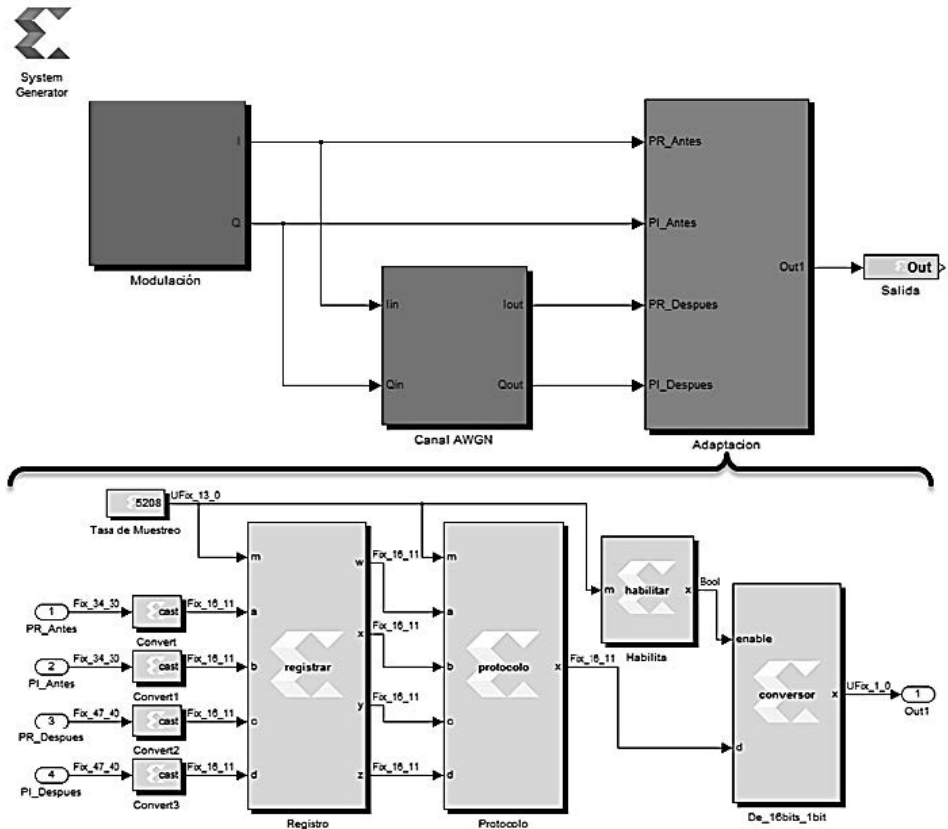 System
Generator
I
Q
Modulación
Iin
Iout
Qin
Qout
Canal AWGN
PR_Antes
PI_Antes
PR_Despues
PI_Despues
Out1
Adaptacion
Out
Salida
5208
UFix_13_0
Tasa de Muestreo
1
PR_Antes
Fix_34_30
cast
Convert
Fix_16_11
2
PI_Antes
Fix_34_30
cast
Convert1
Fix_16_11
3
PR_Despues
Fix_47_40
cast
Convert2
Fix_16_11
4
PI_Despues
Fix_47_40
cast
Convert3
Fix_16_11
m
a
b
c
d
registrar
w
x
y
z
Registro
Fix_16_11
Fix_16_11
Fix_16_11
Fix_16_11
m
a
b
c
d
protocolo
x
Protocolo
Fix_16_11
m
habilitar
x
Habilita
Bool
enable
d
conversor
x
De_16bits_1bit
UFix_1_0
1
Out1